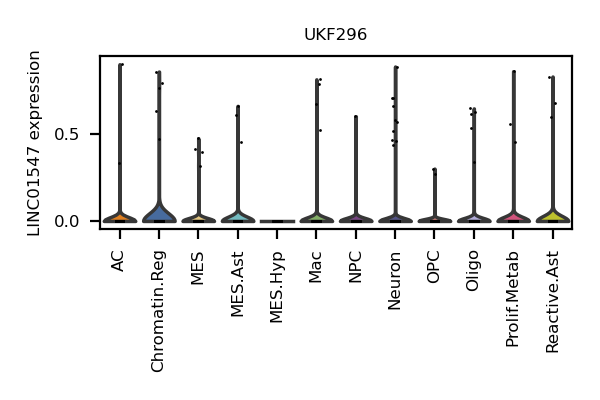 UKF296
LINC01547 expression
0.5
0.0
AC
Chromatin.Reg
MES
MES.Ast
MES.Hyp
Mac
NPC
Neuron
OPC
Oligo
Prolif.Metab
Reactive.Ast